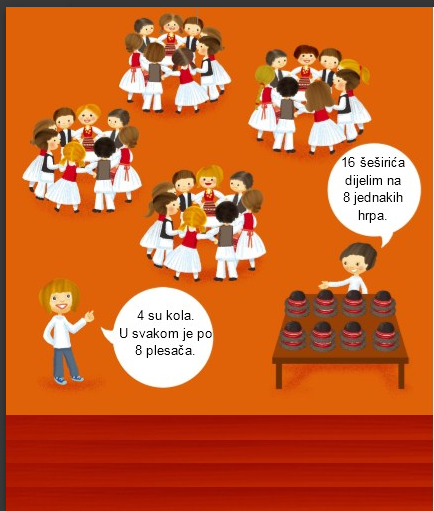 16 šeširića
dijelim na
8 jednakih
hrpa.
4 su kola.
U svakom je po
8 plesača.